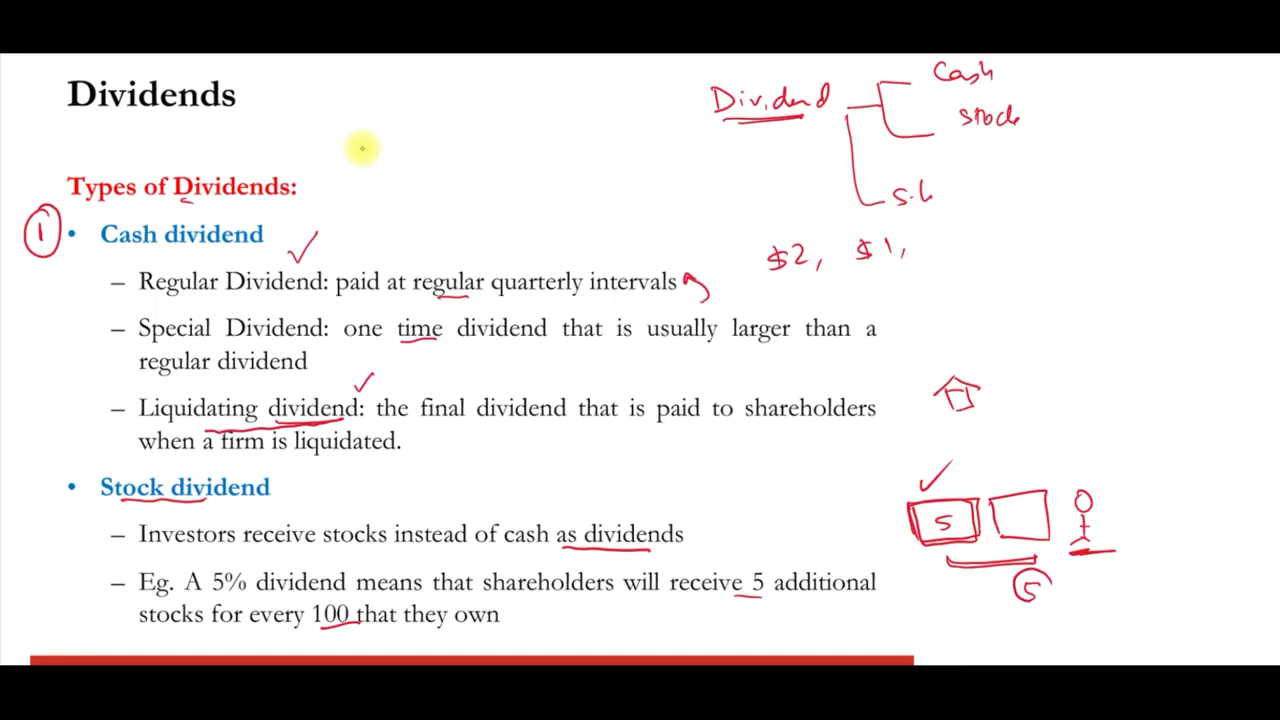 Dividends
Dividend
Cash
Stock
S.h
$2, $1,
Types of Dividends:
1
• Cash dividend
– Regular Dividend: paid at regular quarterly intervals
– Special Dividend: one time dividend that is usually larger than a
regular dividend
– Liquidating dividend: the final dividend that is paid to shareholders
when a firm is liquidated.
• Stock dividend
– Investors receive stocks instead of cash as dividends
– Eg. A 5% dividend means that shareholders will receive 5 additional
stocks for every 100 that they own
5
5